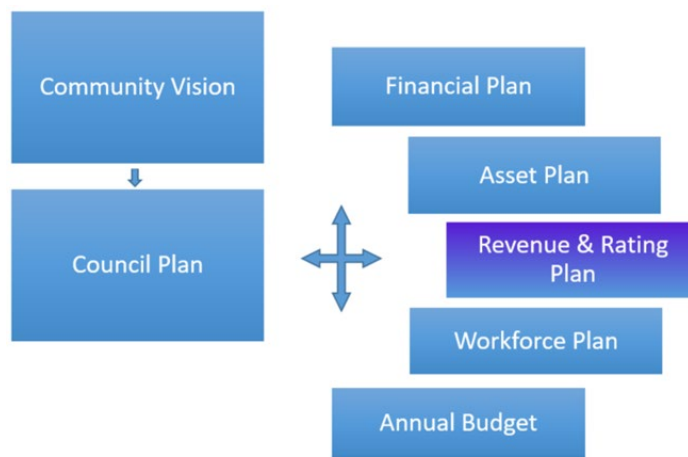 Community Vision
Council Plan
Financial Plan
Asset Plan
Revenue & Rating
Plan
Workforce Plan
Annual Budget